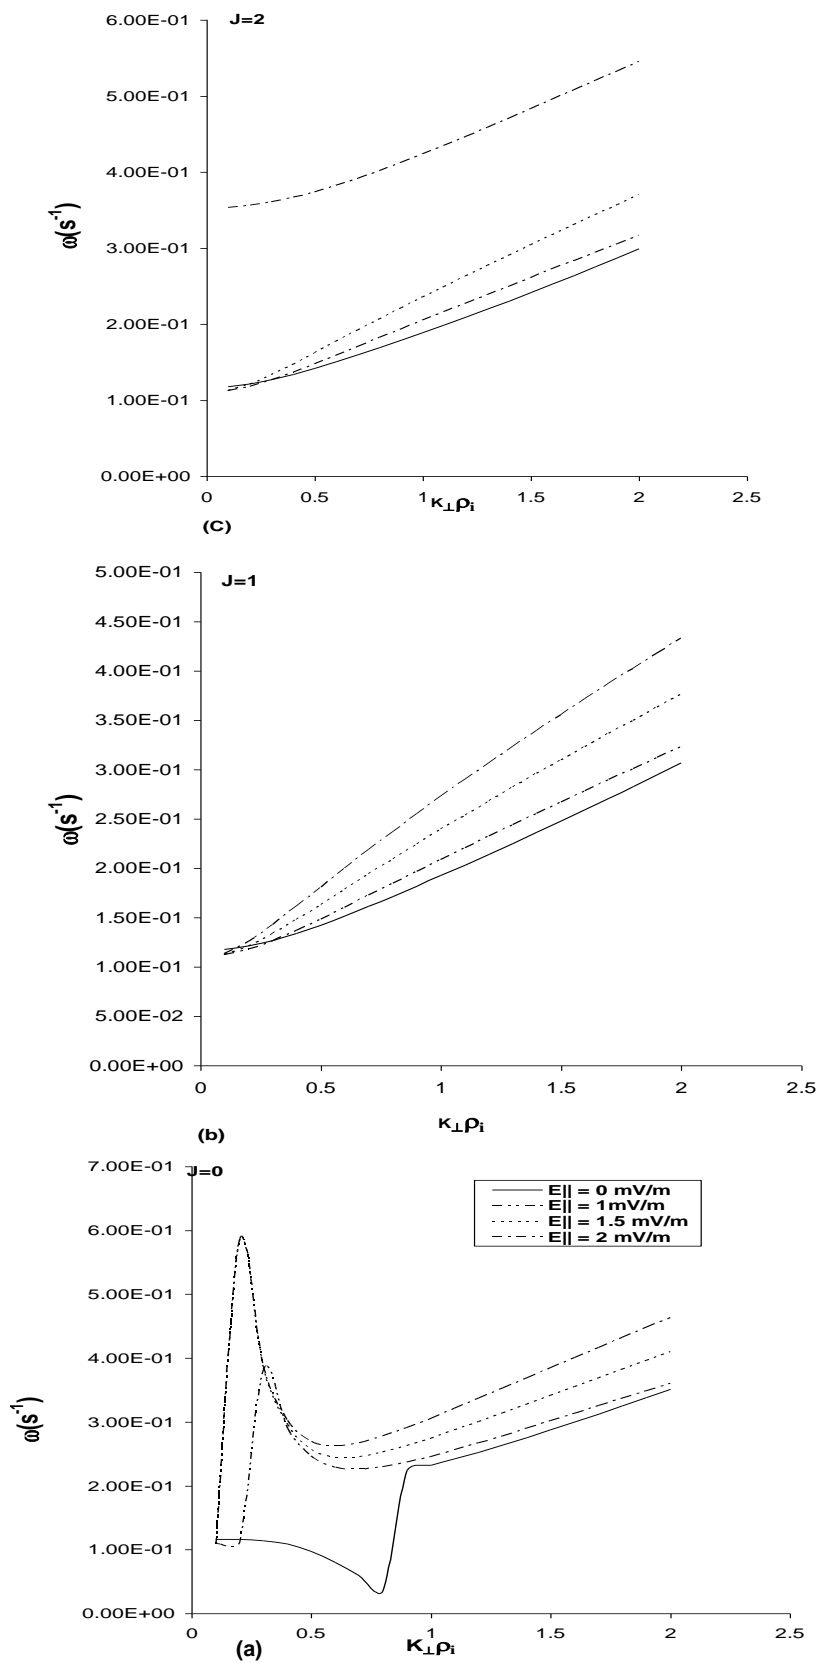 J=2
6.00E-01
5.00E-01
4.00E-01
3.00E-01
2.00E-01
1.00E-01
0.00E+00
ω(s⁻¹)
0 0.5 1 1.5 2 2.5
K⊥ρi
(C)
J=1
5.00E-01
4.50E-01
4.00E-01
3.50E-01
3.00E-01
2.50E-01
2.00E-01
1.50E-01
1.00E-01
5.00E-02
0.00E+00
ω(s⁻¹)
0 0.5 1 1.5 2 2.5
K⊥ρi
(b)
J=0
7.00E-01
6.00E-01
5.00E-01
4.00E-01
3.00E-01
2.00E-01
1.00E-01
0.00E+00
ω(s⁻¹)
E|| = 0 mV/m
E|| = 1mV/m
E|| = 1.5 mV/m
E|| = 2 mV/m
0 0.5 1 1.5 2 2.5
K⊥ρi
(a)